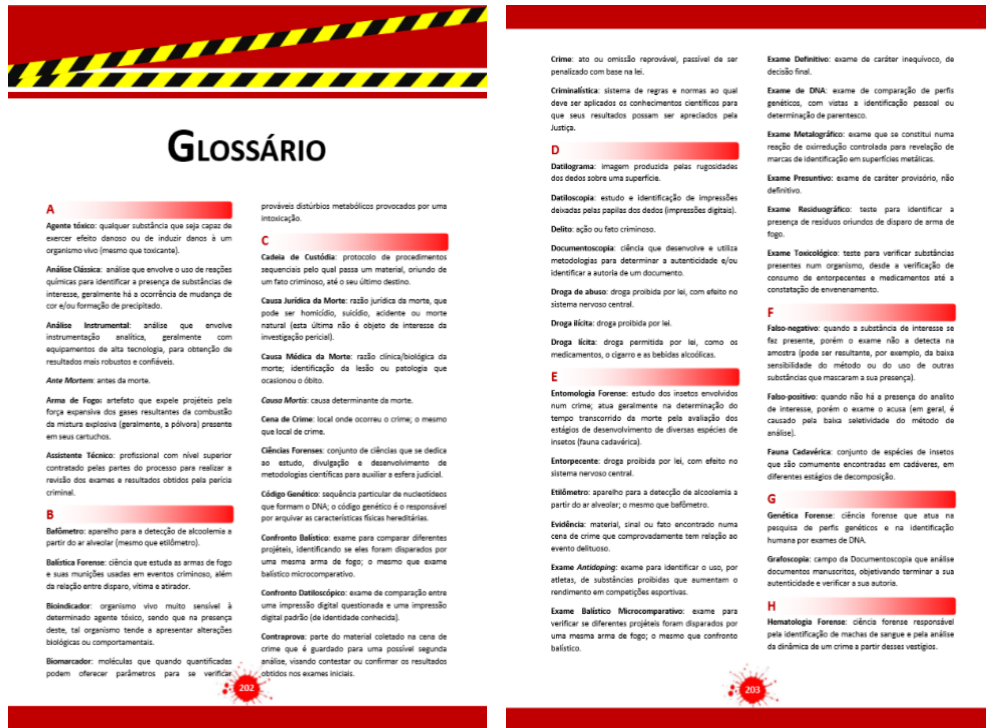 GLOSSÁRIO
A
Agente tóxico: qualquer substância que seja capaz de
exercer efeito danoso ou de induzir danos à um
organismo vivo (mesmo que toxicante).
Análise Clássica: análise que envolve o uso de reações
químicas para identificar a presença de substâncias de
interesse, geralmente há a ocorrência de mudança de
cor e/ou formação de precipitado.
Análise Instrumental: análise que envolve
instrumentação analítica, geralmente com
equipamentos de alta tecnologia, para obtenção de
resultados mais robustos e confiáveis.
Ante Mortem: antes da morte.
Arma de Fogo: artefato que expele projéteis pela
força expansiva dos gases resultantes da combustão
da mistura explosiva (geralmente, a pólvora) presente
em seus cartuchos.
Assistente Técnico: profissional com nível superior
contratado pelas partes do processo para realizar a
revisão dos exames e resultados obtidos pela perícia
criminal.
B
Bafômetro: aparelho para a detecção de alcoolemia a
partir do ar alveolar (mesmo que etilômetro).
Balística Forense: ciência que estuda as armas de fogo
e suas munições usadas em eventos criminoso, além
da relação entre disparo, vítima e atirador.
Bioindicador: organismo vivo muito sensível à
determinado agente tóxico, sendo que na presença
deste, tal organismo tende a apresentar alterações
biológicas ou comportamentais.
Biomarcador: moléculas que quando quantificadas
podem oferecer parâmetros para se verificar
prováveis distúrbios metabólicos provocados por uma
intoxicação.
C
Cadeia de Custódia: protocolo de procedimentos
sequenciais pelo qual passa um material, oriundo de
um fato criminoso, até o seu último destino.
Causa Jurídica da Morte: razão jurídica da morte, que
pode ser homicídio, suicídio, acidente ou morte
natural (esta última não é objeto de interesse da
investigação pericial).
Causa Médica da Morte: razão clínica/biológica da
morte; identificação da lesão ou patologia que
ocasionou o óbito.
Causa Mortis: causa determinante da morte.
Cena de Crime: local onde ocorreu o crime; o mesmo
que local de crime.
Ciências Forenses: conjunto de ciências que se dedica
ao estudo, divulgação e desenvolvimento de
metodologias científicas para auxiliar a esfera judicial.
Código Genético: sequência particular de nucleotídeos
que formam o DNA; o código genético é o responsável
por arquivar as características físicas hereditárias.
Confronto Balístico: exame para comparar diferentes
projéteis, identificando se eles foram disparados por
uma mesma arma de fogo; o mesmo que exame
balístico microcomparativo.
Confronto Datiloscópico: exame de comparação entre
uma impressão digital questionada e uma impressão
digital padrão (de identidade conhecida).
Contraprova: parte do material coletado na cena de
crime que é guardado para uma possível segunda
análise, visando contestar ou confirmar os resultados
obtidos nos exames iniciais.
202
Crime: ato ou omissão reprovável, passível de ser
penalizado com base na lei.
Criminalística: sistema de regras e normas ao qual
deve ser aplicados os conhecimentos científicos para
que seus resultados possam ser apreciados pela
Justiça.
D
Datilograma: imagem produzida pelas rugosidades
dos dedos sobre uma superfície.
Datiloscopia: estudo e identificação de impressões
deixadas pelas papilas dos dedos (impressões digitais).
Delito: ação ou fato criminoso.
Documentoscopia: ciência que desenvolve e utiliza
metodologias para determinar a autenticidade e/ou
identificar a autoria de um documento.
Droga de abuso: droga proibida por lei, com efeito no
sistema nervoso central.
Droga ilícita: droga proibida por lei.
Droga lícita: droga permitida por lei, como os
medicamentos, o cigarro e as bebidas alcoólicas.
E
Entomologia Forense: estudo dos insetos envolvidos
num crime; atua geralmente na determinação do
tempo transcorrido da morte pela avaliação dos
estágios de desenvolvimento de diversas espécies de
insetos (fauna cadavérica).
Entorpecente: droga proibida por lei, com efeito no
sistema nervoso central.
Etilômetro: aparelho para a detecção de alcoolemia a
partir do ar alveolar; o mesmo que bafômetro.
Evidência: material, sinal ou fato encontrado numa
cena de crime que comprovadamente tem relação ao
evento delituoso.
Exame Antidoping: exame para identificar o uso, por
atletas, de substâncias proibidas que aumentam o
rendimento em competições esportivas.
Exame Balístico Microcomparativo: exame para
verificar se diferentes projéteis foram disparados por
uma mesma arma de fogo; o mesmo que confronto
balístico.
Exame Definitivo: exame de caráter inequívoco, de
decisão final.
Exame de DNA: exame de comparação de perfis
genéticos, com vistas a identificação pessoal ou
determinação de parentesco.
Exame Metalográfico: exame que se constitui numa
reação de oxirredução controlada para revelação de
marcas de identificação em superfícies metálicas.
Exame Presuntivo: exame de caráter provisório, não
definitivo.
Exame Residuográfico: teste para identificar a
presença de resíduos oriundos de disparo de arma de
fogo.
Exame Toxicológico: teste para verificar substâncias
presentes num organismo, desde a verificação de
consumo de entorpecentes e medicamentos até a
constatação de envenenamento.
F
Falso-negativo: quando a substância de interesse se
faz presente, porém o exame não a detecta na
amostra (pode ser resultante, por exemplo, da baixa
sensibilidade do método ou do uso de outras
substâncias que mascaram a sua presença).
Falso-positivo: quando não há a presença do analito
de interesse, porém o exame o acusa (em geral, é
causado pela baixa seletividade do método de
análise).
Fauna Cadavérica: conjunto de espécies de insetos
que são comumente encontradas em cadáveres, em
diferentes estágios de decomposição.
G
Genética Forense: ciência forense que atua na
pesquisa de perfis genéticos e na identificação
humana por exames de DNA.
Grafoscopia: campo da Documentoscopia que análise
documentos manuscritos, objetivando terminar a sua
autenticidade e verificar a sua autoria.
H
Hematologia Forense: ciência forense responsável
pela identificação de machas de sangue e pela análise
da dinâmica de um crime a partir desses vestígios.
203